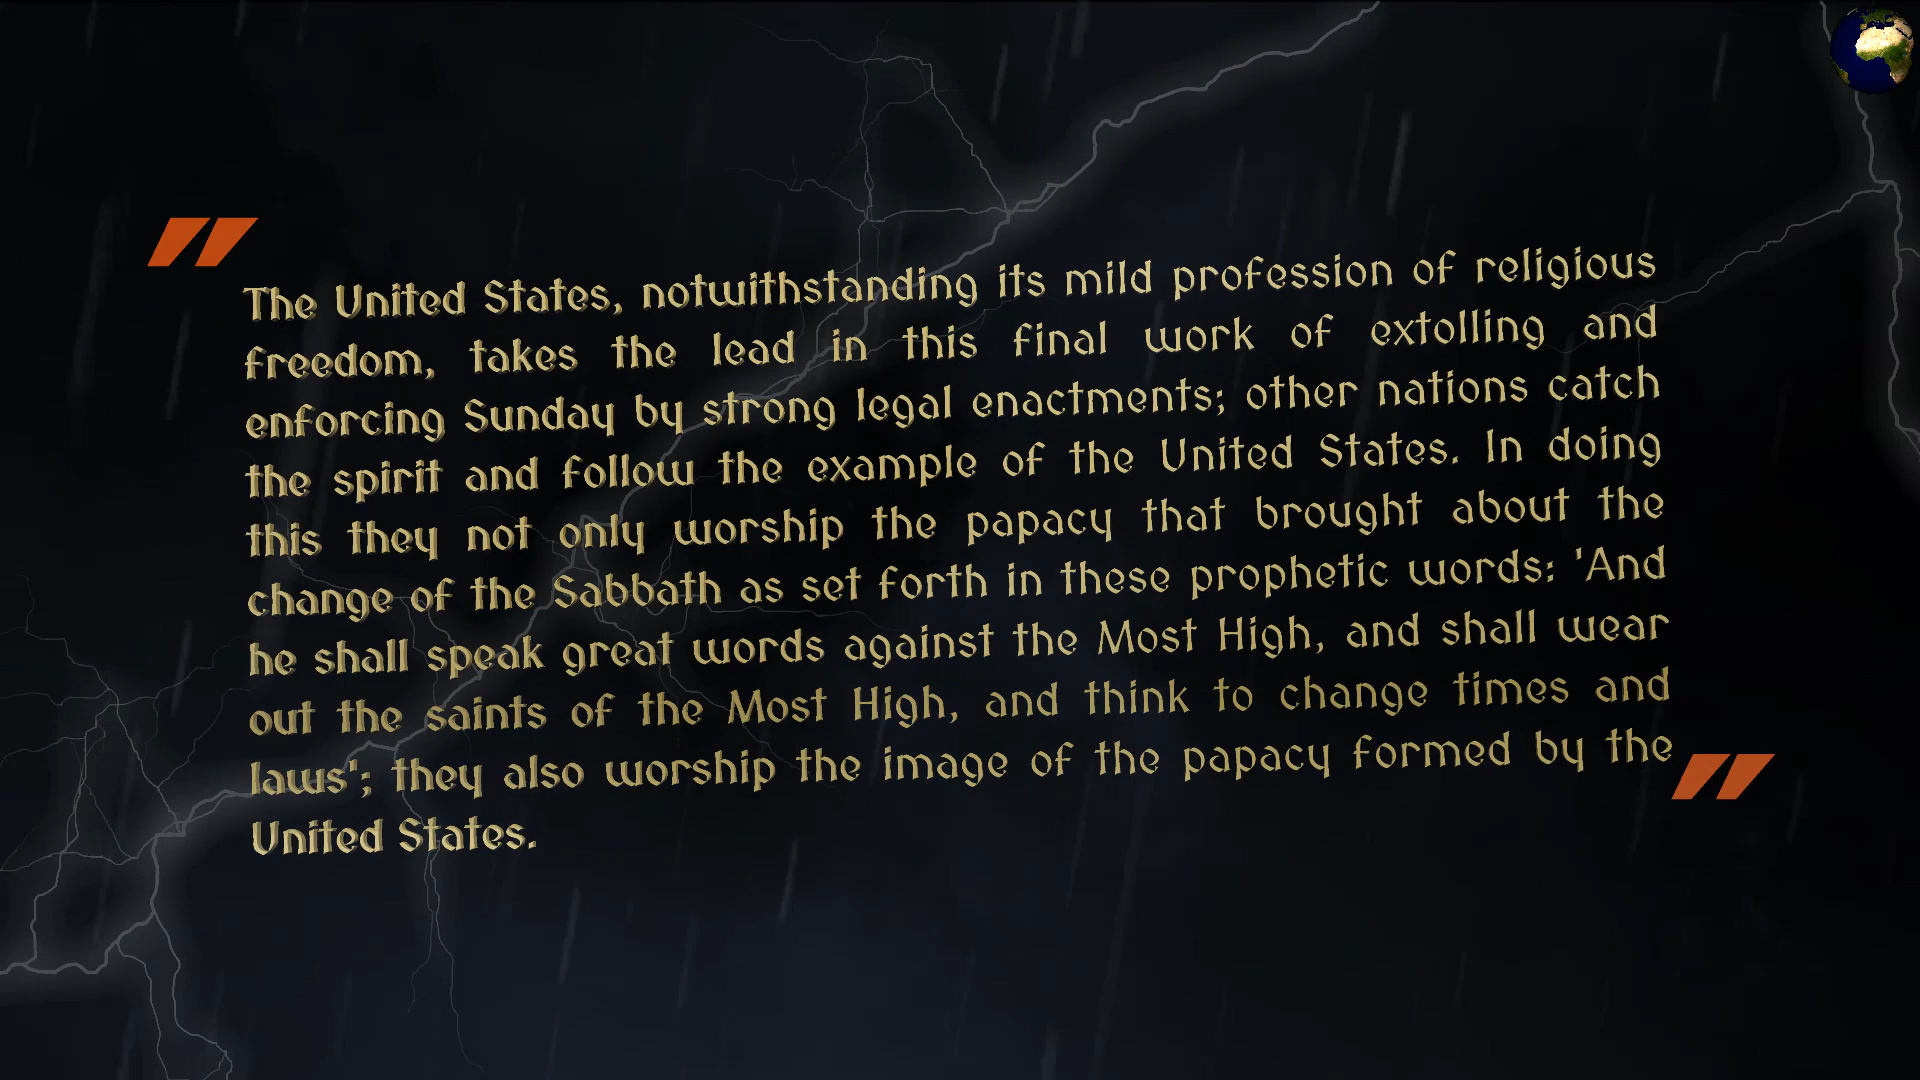 "The United States, notwithstanding its mild profession of religious
freedom, takes the lead in this final work of extolling and
enforcing Sunday by strong legal enactments; other nations catch
the spirit and follow the example of the United States. In doing
this they not only worship the papacy that brought about the
change of the Sabbath as set forth in these prophetic words: 'And
he shall speak great words against the Most High, and shall wear
out the saints of the Most High, and think to change times and
laws'; they also worship the image of the papacy formed by the
United States."